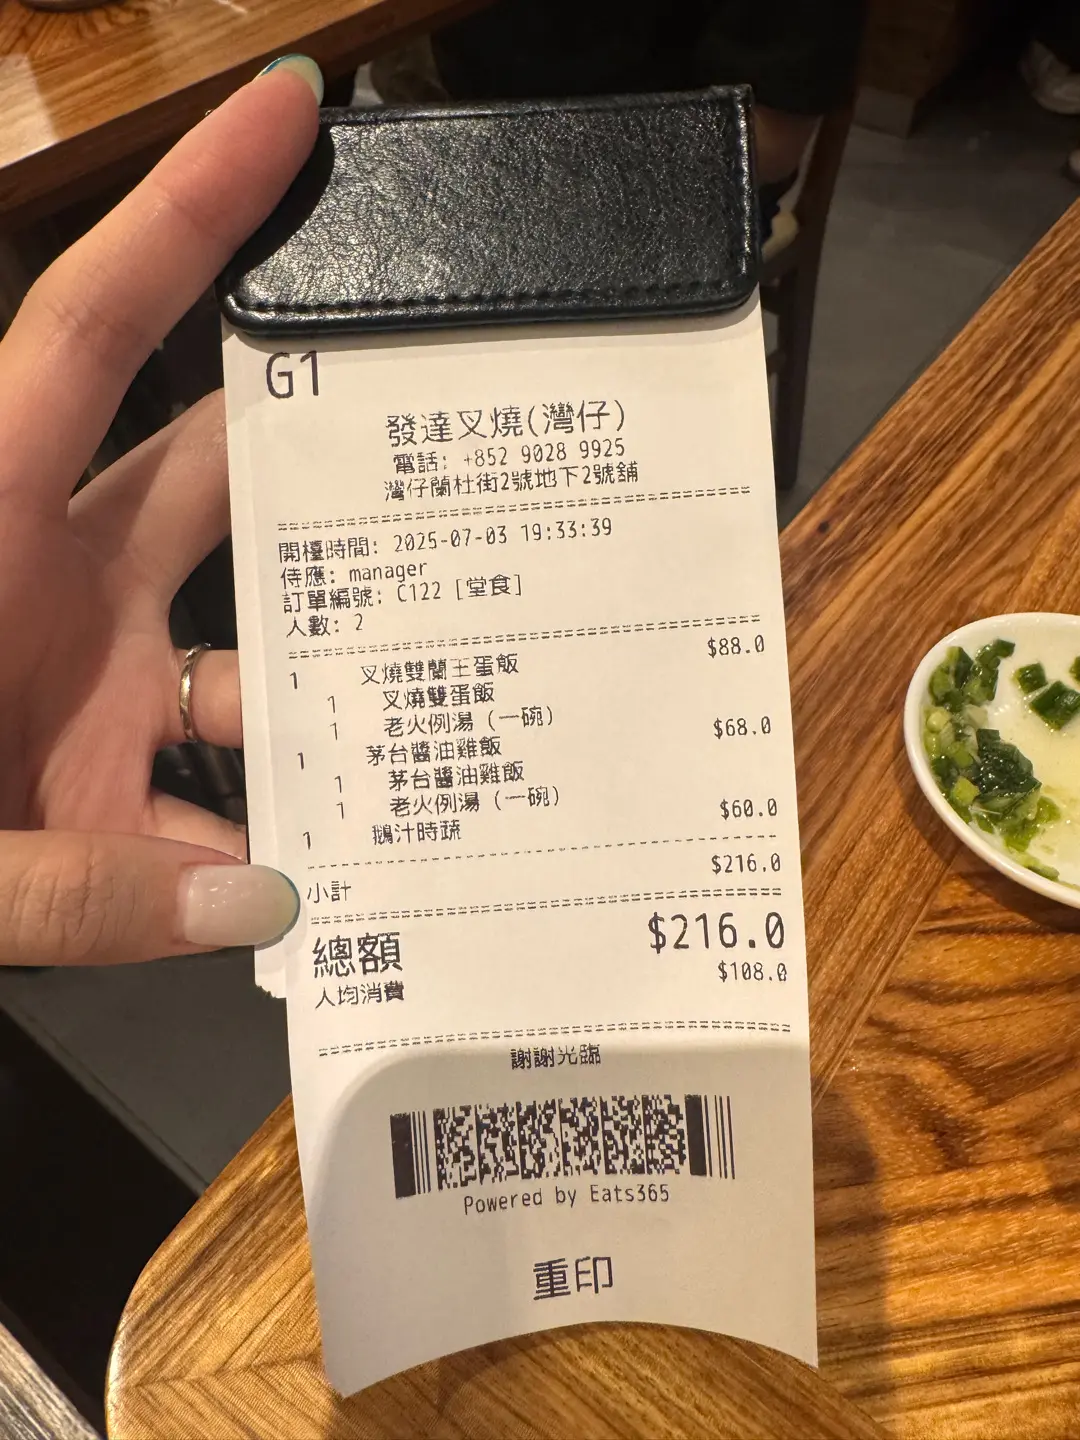 G1
發達叉燒(灣仔)
電話: +852 9028 9925
灣仔蘭杜街2號地下2號舖
開檯時間: 2025-07-03 19:33:39
侍應: manager
訂單編號: C122 [堂食]
人數: 2
1 叉燒雙蘭王蛋飯 $88.0
1 叉燒雙蛋飯
1 老火例湯 (一碗)
1 茅台醬油雞飯 $68.0
1 茅台醬油雞飯
1 老火例湯 (一碗)
1 鵝汁時蔬 $60.0
小計 $216.0
總額 $216.0
人均消費 $108.0
謝謝光臨
Powered by Eats365
重印